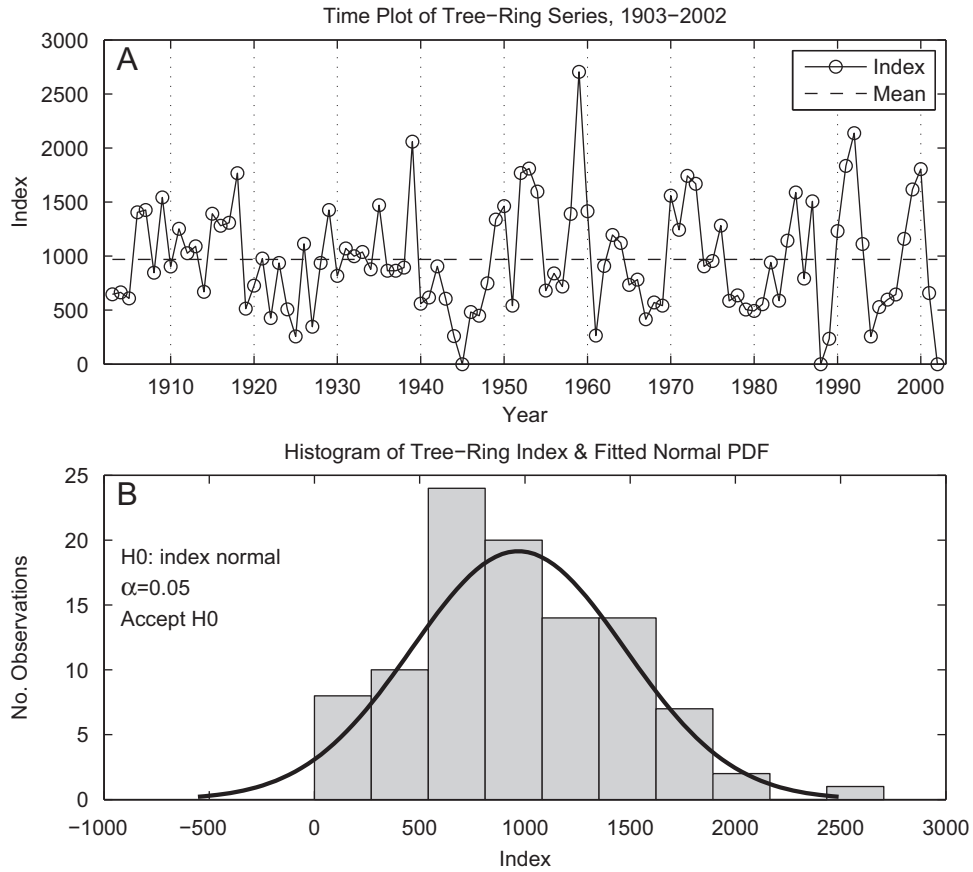 Time Plot of Tree−Ring Series, 1903−2002
A
Index
Mean
3000
2500
2000
1500
1000
500
0
Index
1910 1920 1930 1940 1950 1960 1970 1980 1990 2000
Year
Histogram of Tree−Ring Index & Fitted Normal PDF
B
H0: index normal
α=0.05
Accept H0
25
20
15
10
5
0
No. Observations
−1000 −500 0 500 1000 1500 2000 2500 3000
Index